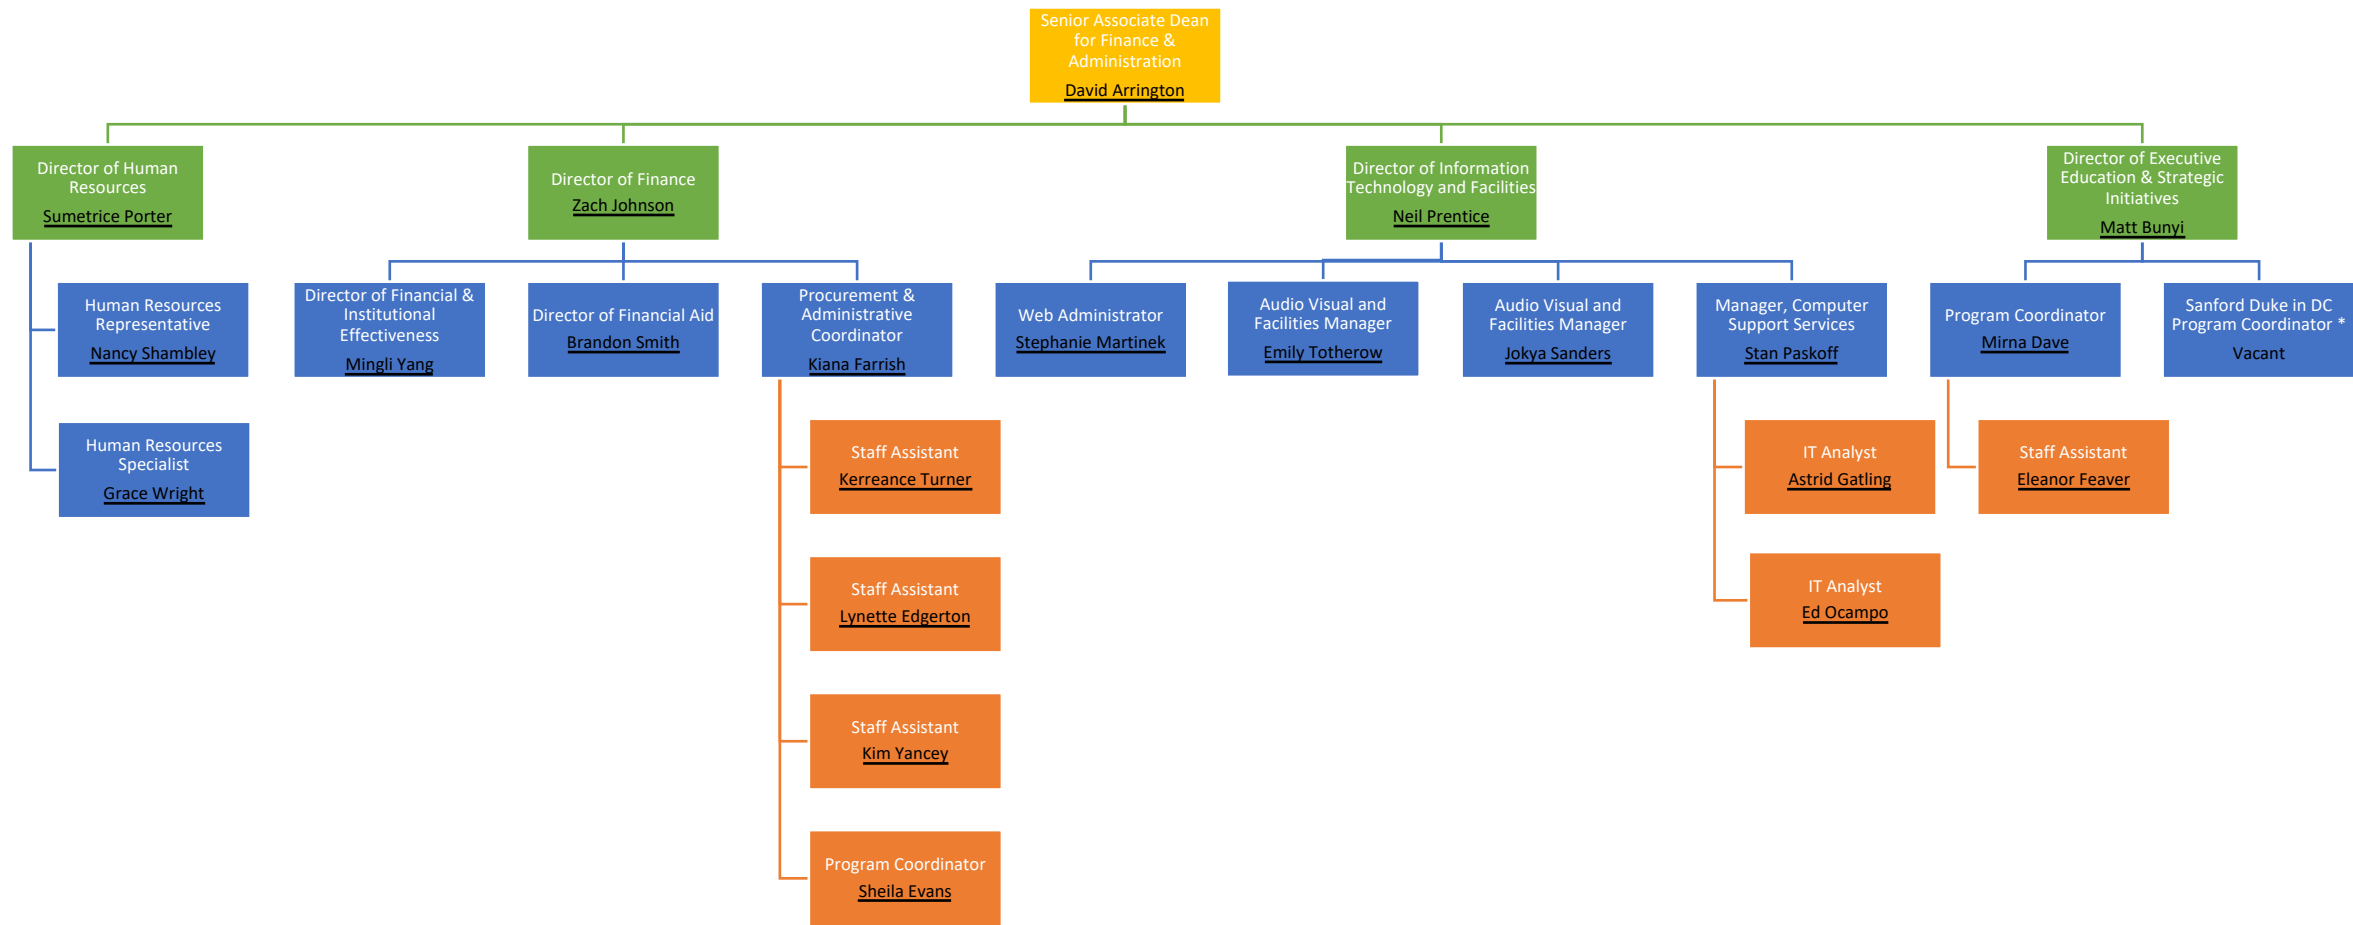 Senior Associate Dean
for Finance &
Administration
David Arrington
Director of Human
Resources
Sumetrice Porter
Director of Finance
Zach Johnson
Director of Information
Technology and Facilities
Neil Prentice
Director of Executive
Education & Strategic
Initiatives
Matt Bunyi
Human Resources
Representative
Nancy Shambley
Director of Financial &
Institutional
Effectiveness
Mingli Yang
Director of Financial Aid
Brandon Smith
Procurement &
Administrative
Coordinator
Kiana Farrish
Web Administrator
Stephanie Martinek
Audio Visual and
Facilities Manager
Emily Totherow
Audio Visual and
Facilities Manager
Jokya Sanders
Manager, Computer
Support Services
Stan Paskoff
Program Coordinator
Mirna Dave
Sanford Duke in DC
Program Coordinator *
Vacant
Human Resources
Specialist
Grace Wright
Staff Assistant
Kerreance Turner
IT Analyst
Astrid Gatling
Staff Assistant
Eleanor Feaver
Staff Assistant
Lynette Edgerton
IT Analyst
Ed Ocampo
Staff Assistant
Kim Yancey
Program Coordinator
Sheila Evans